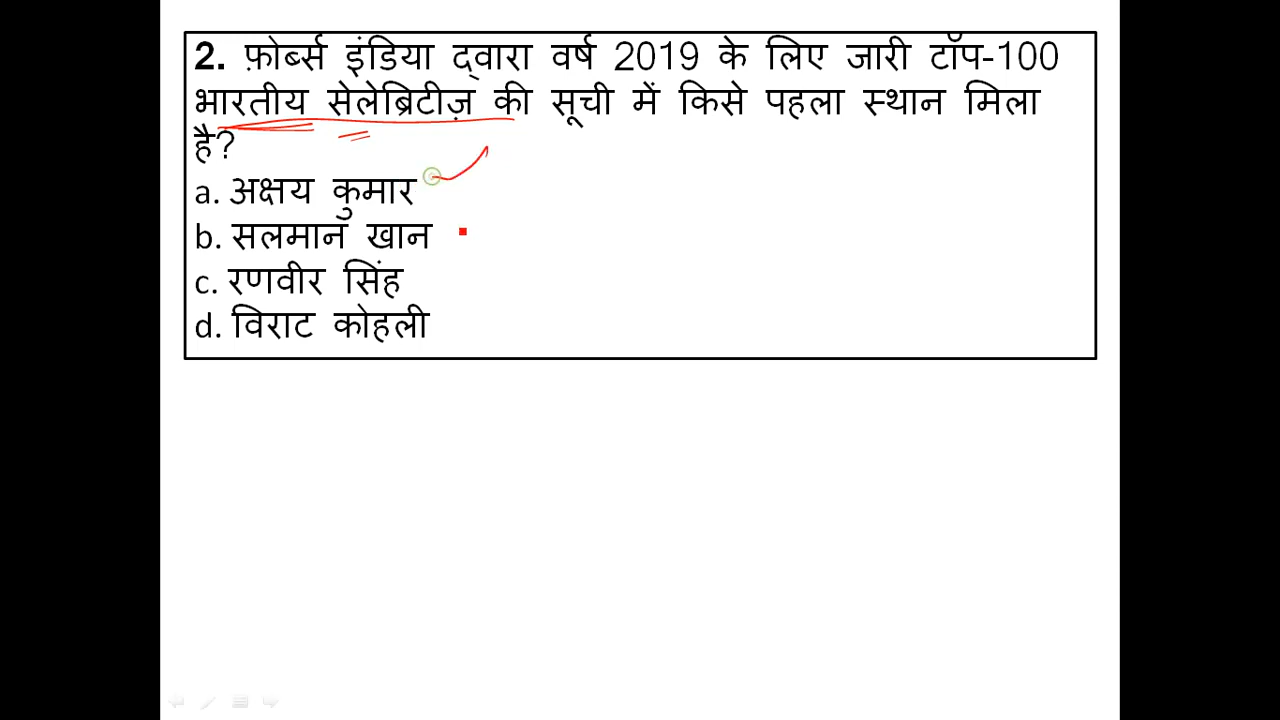 2. फ़ोर्ब्स इंडिया द्वारा वर्ष 2019 के लिए जारी टॉप-100
भारतीय सेलेब्रिटीज़ की सूची में किसे पहला स्थान मिला
है?
a. अक्षय कुमार
b. सलमान खान
c. रणवीर सिंह
d. विराट कोहली